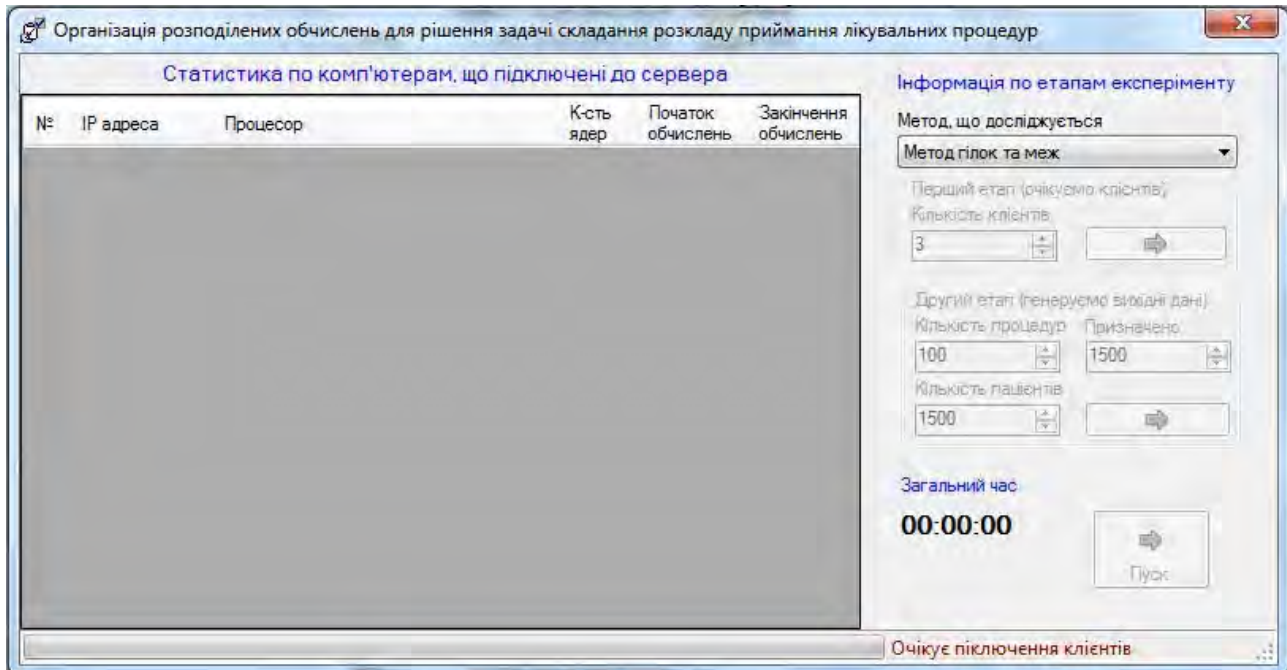 Організація розподілених обчислень для рішення задачі складання розкладу приймання лікувальних процедур
Статистика по комп'ютерам, що підключені до сервера
№ IP адреса Процесор К-сть ядер Початок обчислень Закінчення обчислень
Інформація по етапам експеріменту
Метод, що досліджується
Метод гілок та меж
Перший етап (очікуємо клієнтів)
Кількість клієнтів
3
Другий етап (генеруємо вихідні дані)
Кількість процедур Призначено
100 1500
Кількість пацієнтів
1500
Загальний час
00:00:00
Пуск
Очікує піключення клієнтів